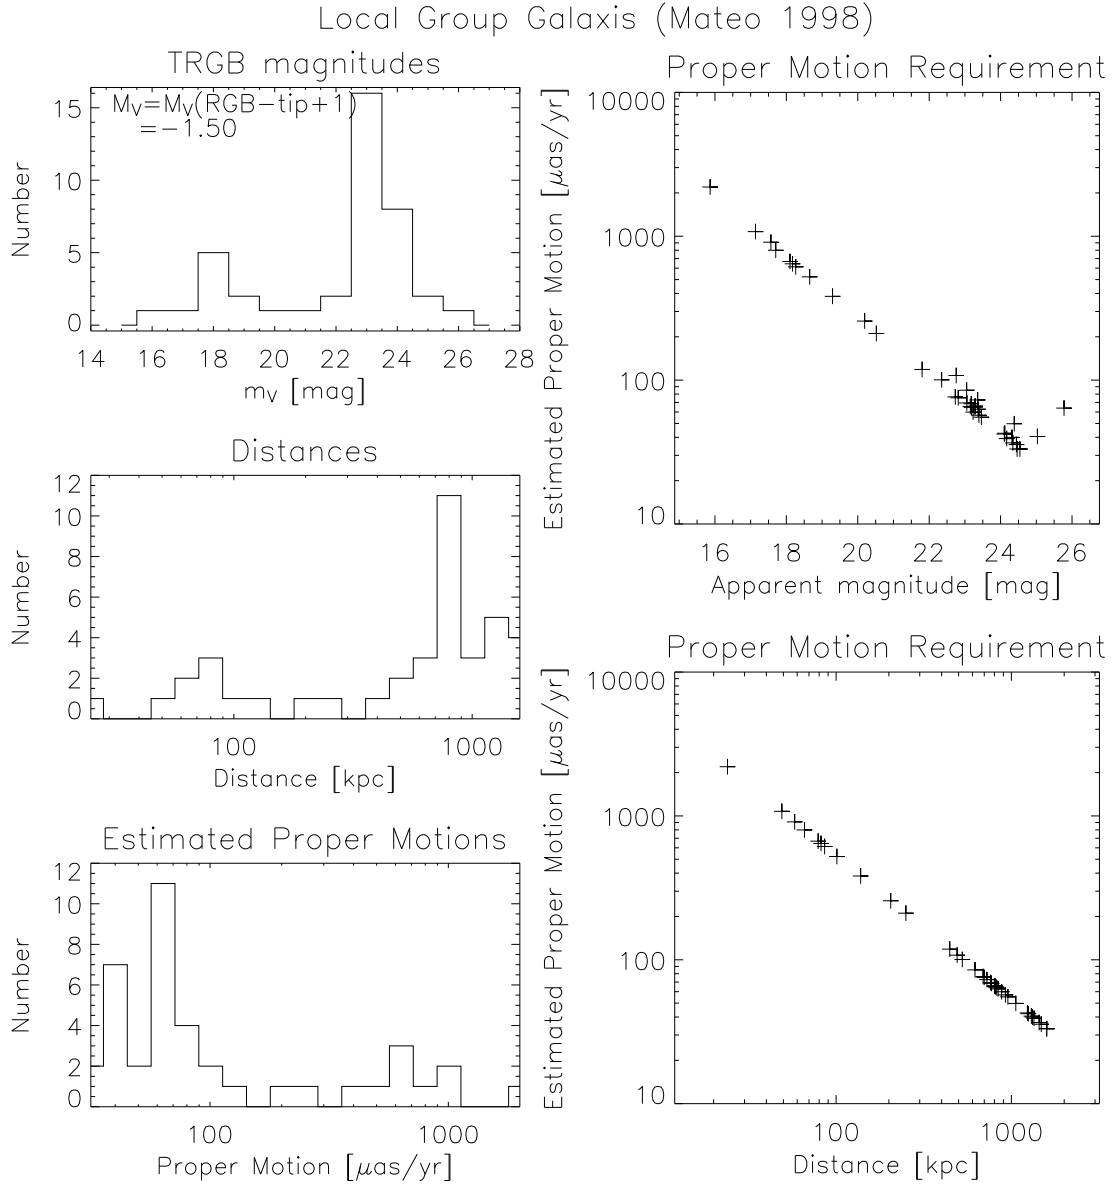 Local Group Galaxis (Mateo 1998)
TRGB magnitudes
M_V=M_V(RGB-tip+1)
=-1.50
Number
15
10
5
0
14 16 18 20 22 24 26 28
m_V [mag]
Distances
Number
12
10
8
6
4
2
0
100 1000
Distance [kpc]
Estimated Proper Motions
Number
12
10
8
6
4
2
0
100 1000
Proper Motion [μas/yr]
Proper Motion Requirement
Estimated Proper Motion [μas/yr]
10000
1000
100
10
16 18 20 22 24 26
Apparent magnitude [mag]
Proper Motion Requirement
Estimated Proper Motion [μas/yr]
10000
1000
100
10
100 1000
Distance [kpc]